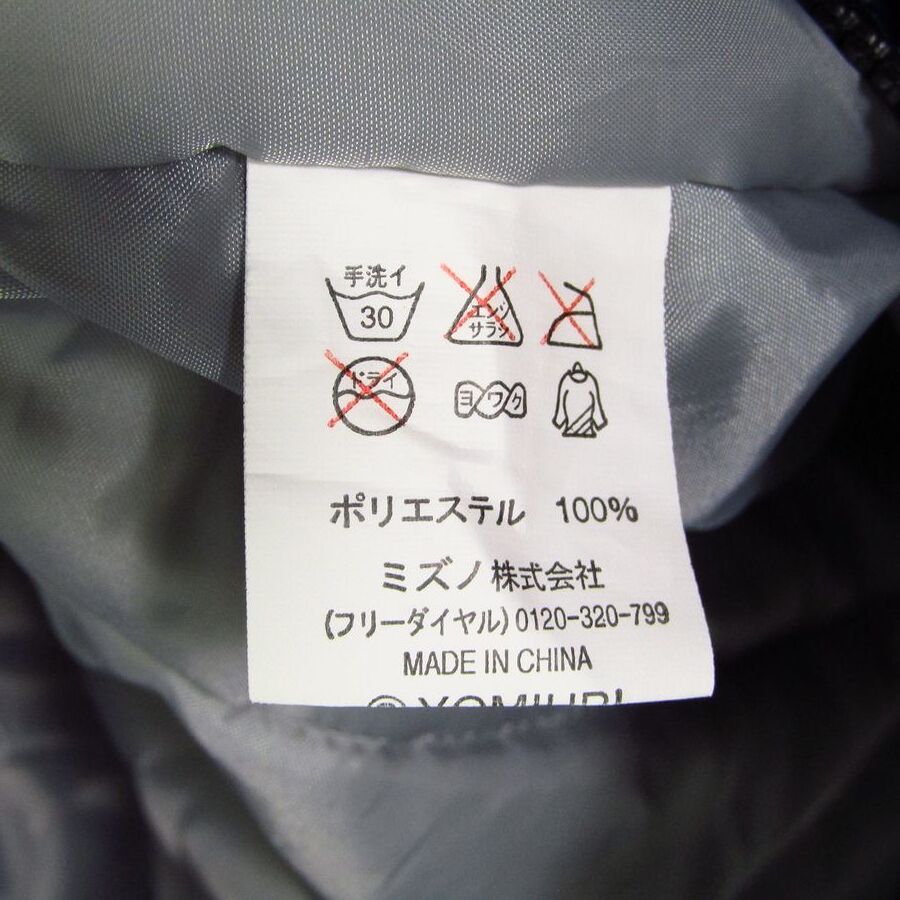 手洗イ
30
エンソ
サラシ
ドライ
ヨワク
ポリエステル 100%
ミズノ株式会社
(フリーダイヤル)0120-320-799
MADE IN CHINA
© YOMIURI